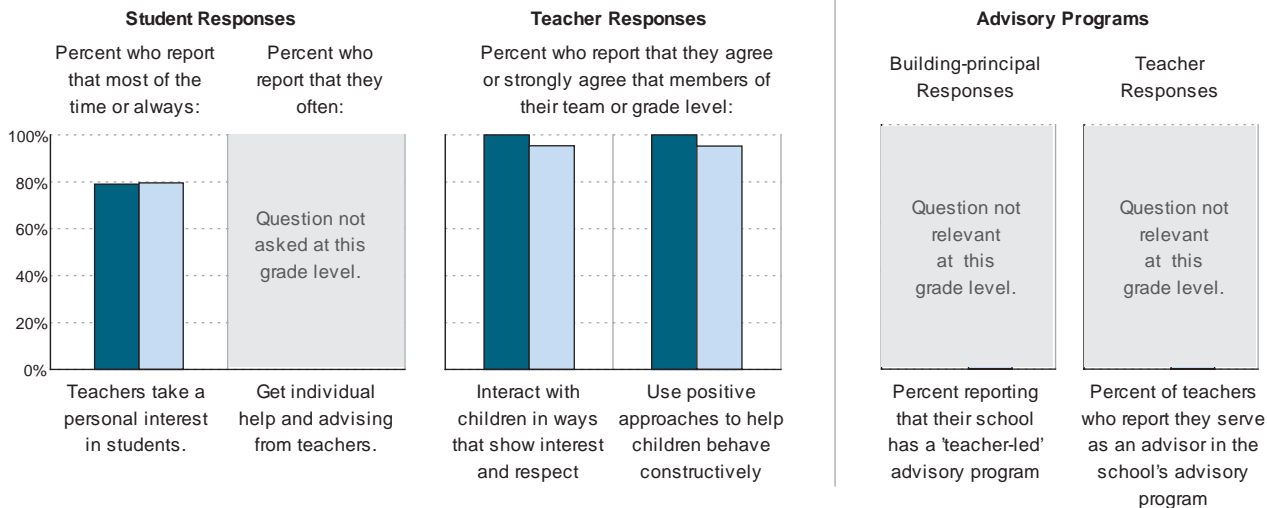 Student Responses
Percent who report
that most of the
time or always:
Percent who
report that they
often:
100%
80%
60%
40%
20%
0%
Question not
asked at this
grade level.
Teachers take a
personal interest
in students.
Get individual
help and advising
from teachers.
Teacher Responses
Percent who report that they agree
or strongly agree that members of
their team or grade level:
Interact with
children in ways
that show interest
and respect
Use positive
approaches to help
children behave
constructively
Advisory Programs
Building-principal
Responses
Question not
relevant
at this
grade level.
Percent reporting
that their school
has a 'teacher-led’
advisory program
Teacher
Responses
Question not
relevant
at this
grade level.
Percent of teachers
who report they serve
as an advisor in the
school’s advisory
program